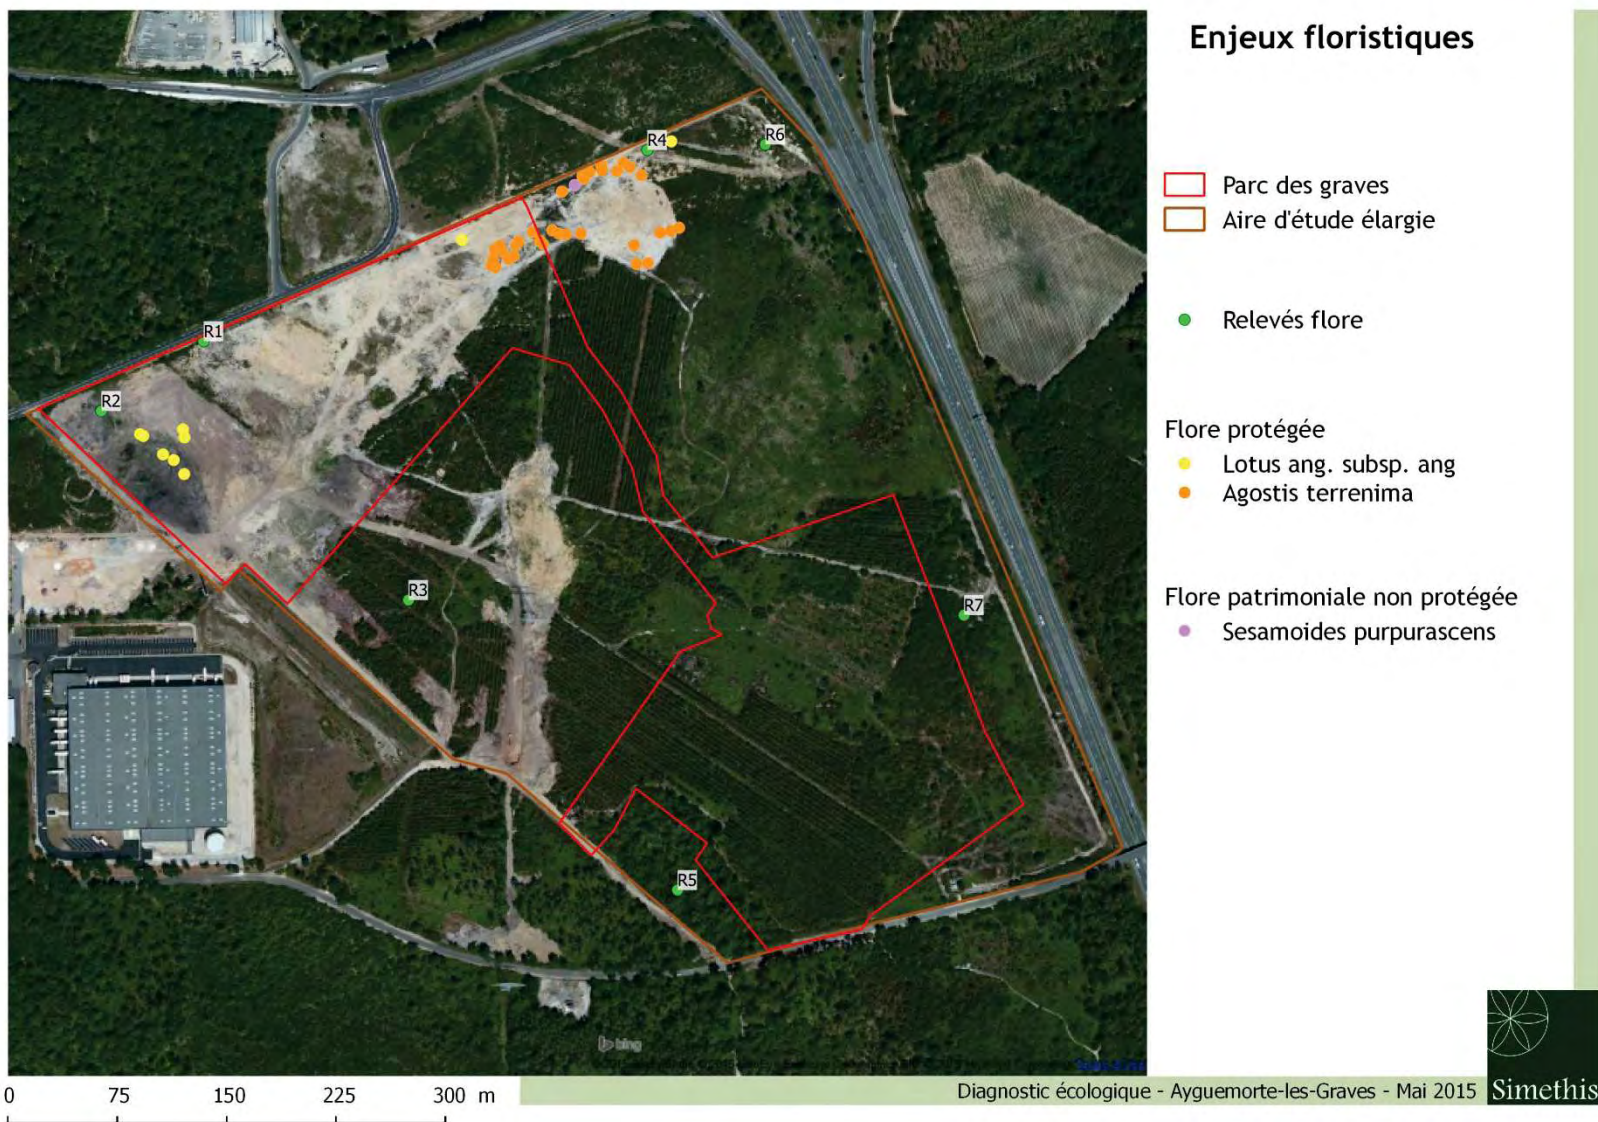 Enjeux floristiques
Parc des graves
Aire d'étude élargie
Relevés flore
Flore protégée
Lotus ang. subsp. ang
Agostis terrenima
Flore patrimoniale non protégée
Sesamoides purpurascens
R4
R6
R1
R2
R3
R7
R5
bing
0 75 150 225 300 m
Diagnostic écologique - Ayguemorte-les-Graves - Mai 2015
Simethis